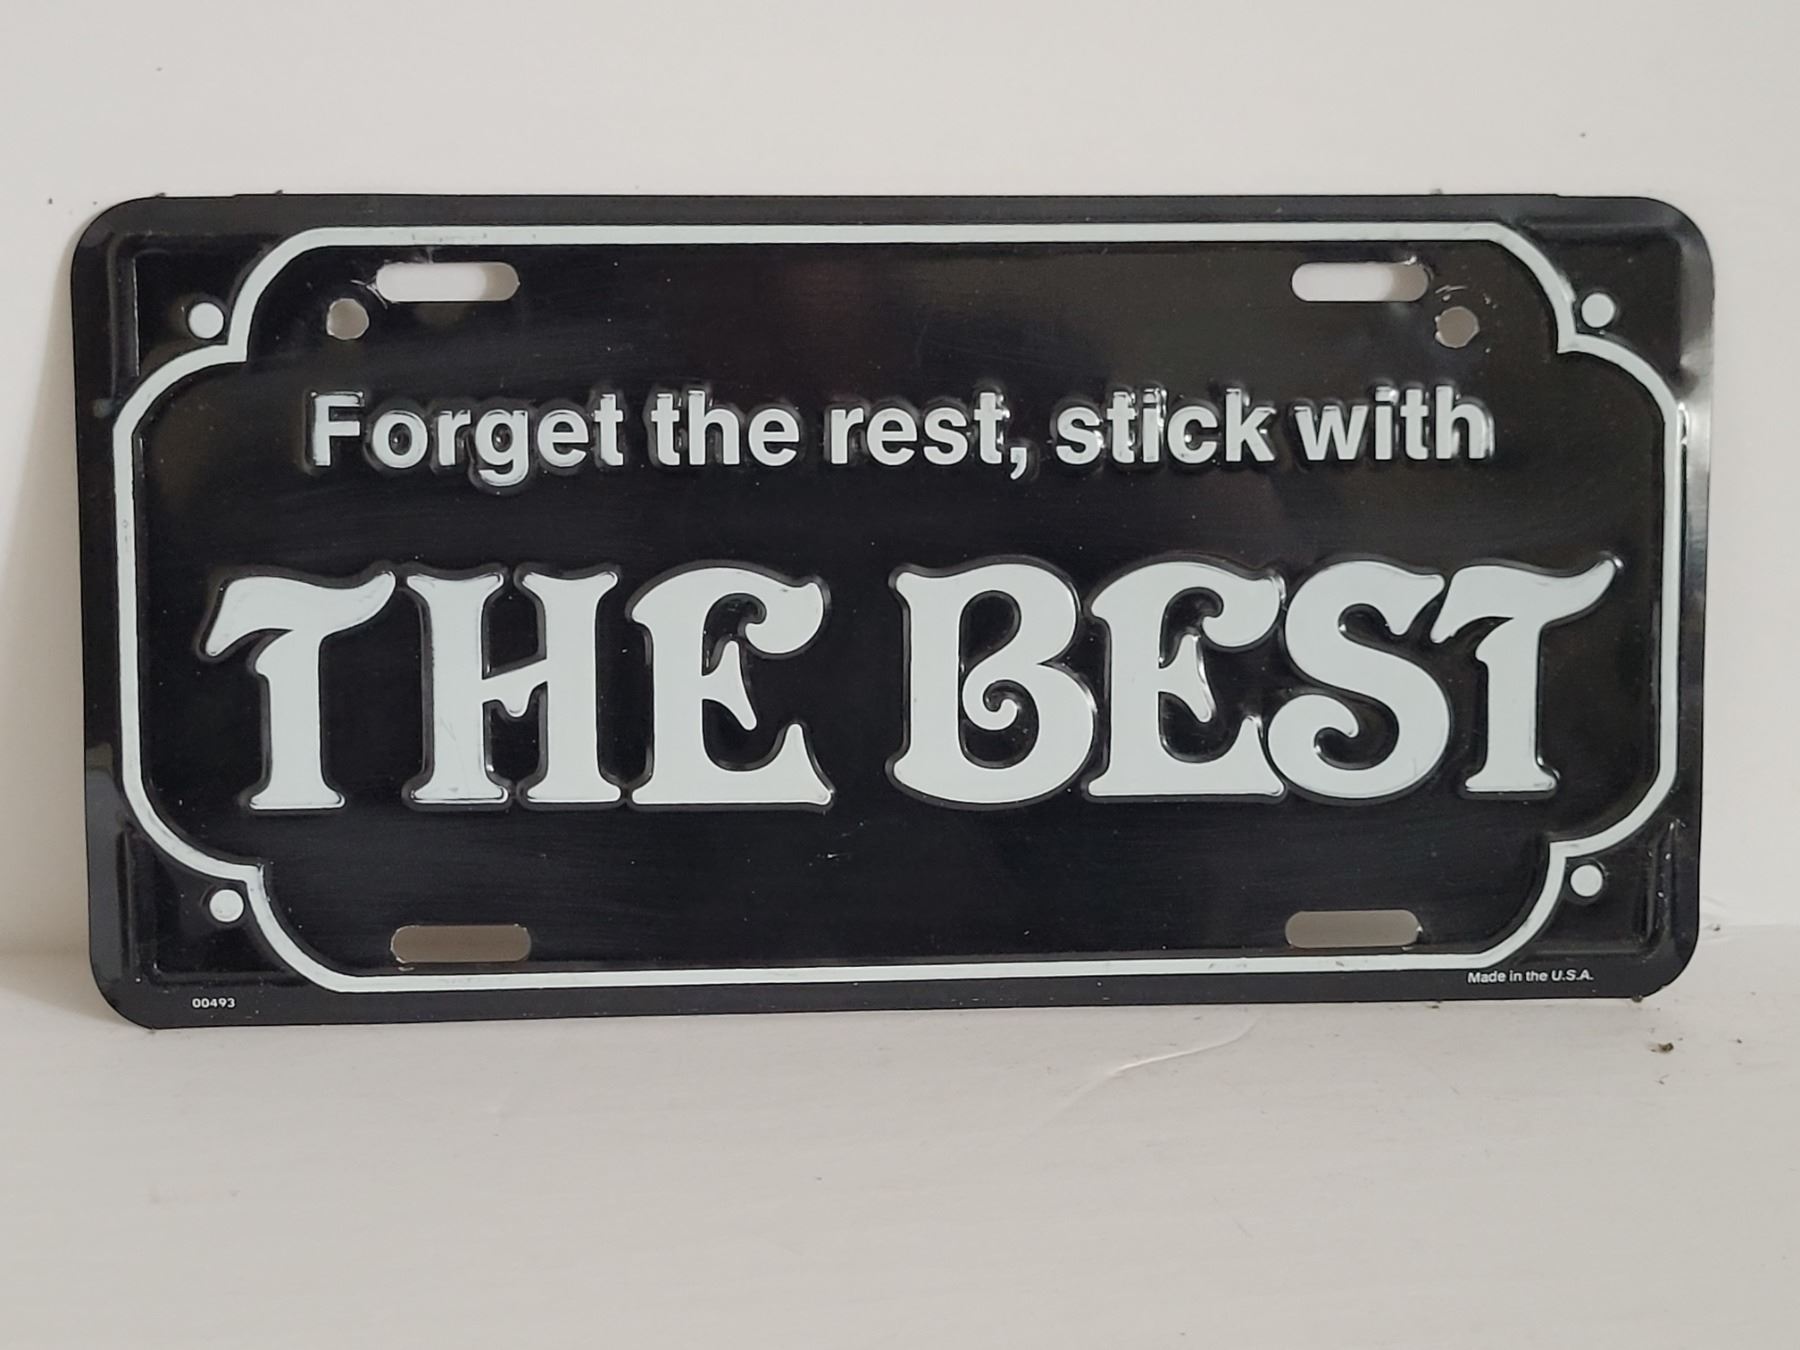 Forget the rest, stick with
THE BEST
00493
Made in the U.S.A.